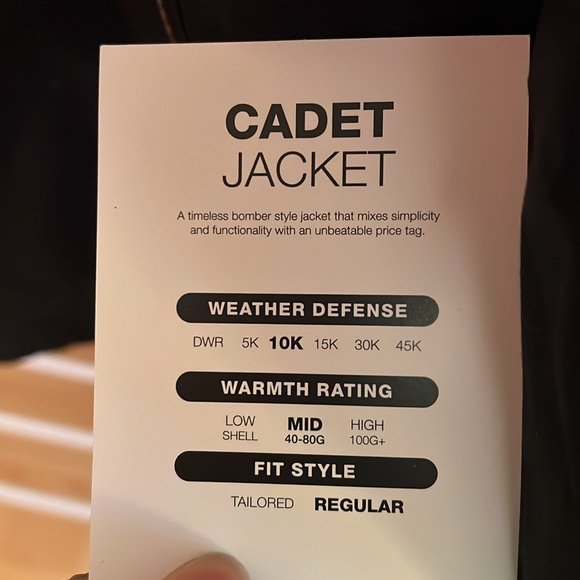 CADET
JACKET
A timeless bomber style jacket that mixes simplicity
and functionality with an unbeatable price tag.
WEATHER DEFENSE
DWR 5K 10K 15K 30K 45K
WARMTH RATING
LOW MID HIGH
SHELL 40-80G 100G+
FIT STYLE
TAILORED REGULAR